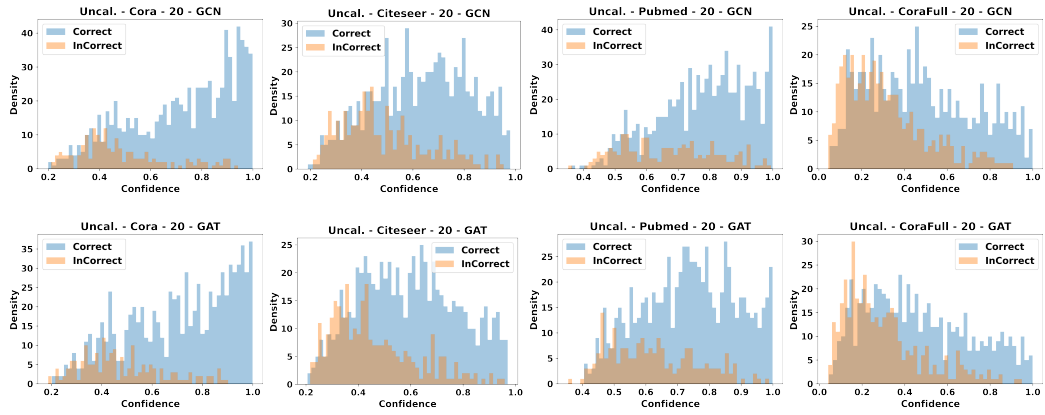 Uncal. - Cora - 20 - GCN
Density
40
30
20
10
0
0.2 0.4 0.6 0.8 1.0
Confidence
Correct
InCorrect
Uncal. - Citeseer - 20 - GCN
Density
30
25
20
15
10
5
0
0.2 0.4 0.6 0.8 1.0
Confidence
Correct
InCorrect
Uncal. - Pubmed - 20 - GCN
Density
40
30
20
10
0
0.4 0.5 0.6 0.7 0.8 0.9 1.0
Confidence
Correct
InCorrect
Uncal. - CoraFull - 20 - GCN
Density
25
20
15
10
5
0
0.0 0.2 0.4 0.6 0.8 1.0
Confidence
Correct
InCorrect
Uncal. - Cora - 20 - GAT
Density
35
30
25
20
15
10
5
0
0.2 0.4 0.6 0.8 1.0
Confidence
Correct
InCorrect
Uncal. - Citeseer - 20 - GAT
Density
25
20
15
10
5
0
0.2 0.4 0.6 0.8 1.0
Confidence
Correct
InCorrect
Uncal. - Pubmed - 20 - GAT
Density
25
20
15
10
5
0
0.4 0.5 0.6 0.7 0.8 0.9 1.0
Confidence
Correct
InCorrect
Uncal. - CoraFull - 20 - GAT
Density
30
25
20
15
10
5
0
0.0 0.2 0.4 0.6 0.8 1.0
Confidence
Correct
InCorrect